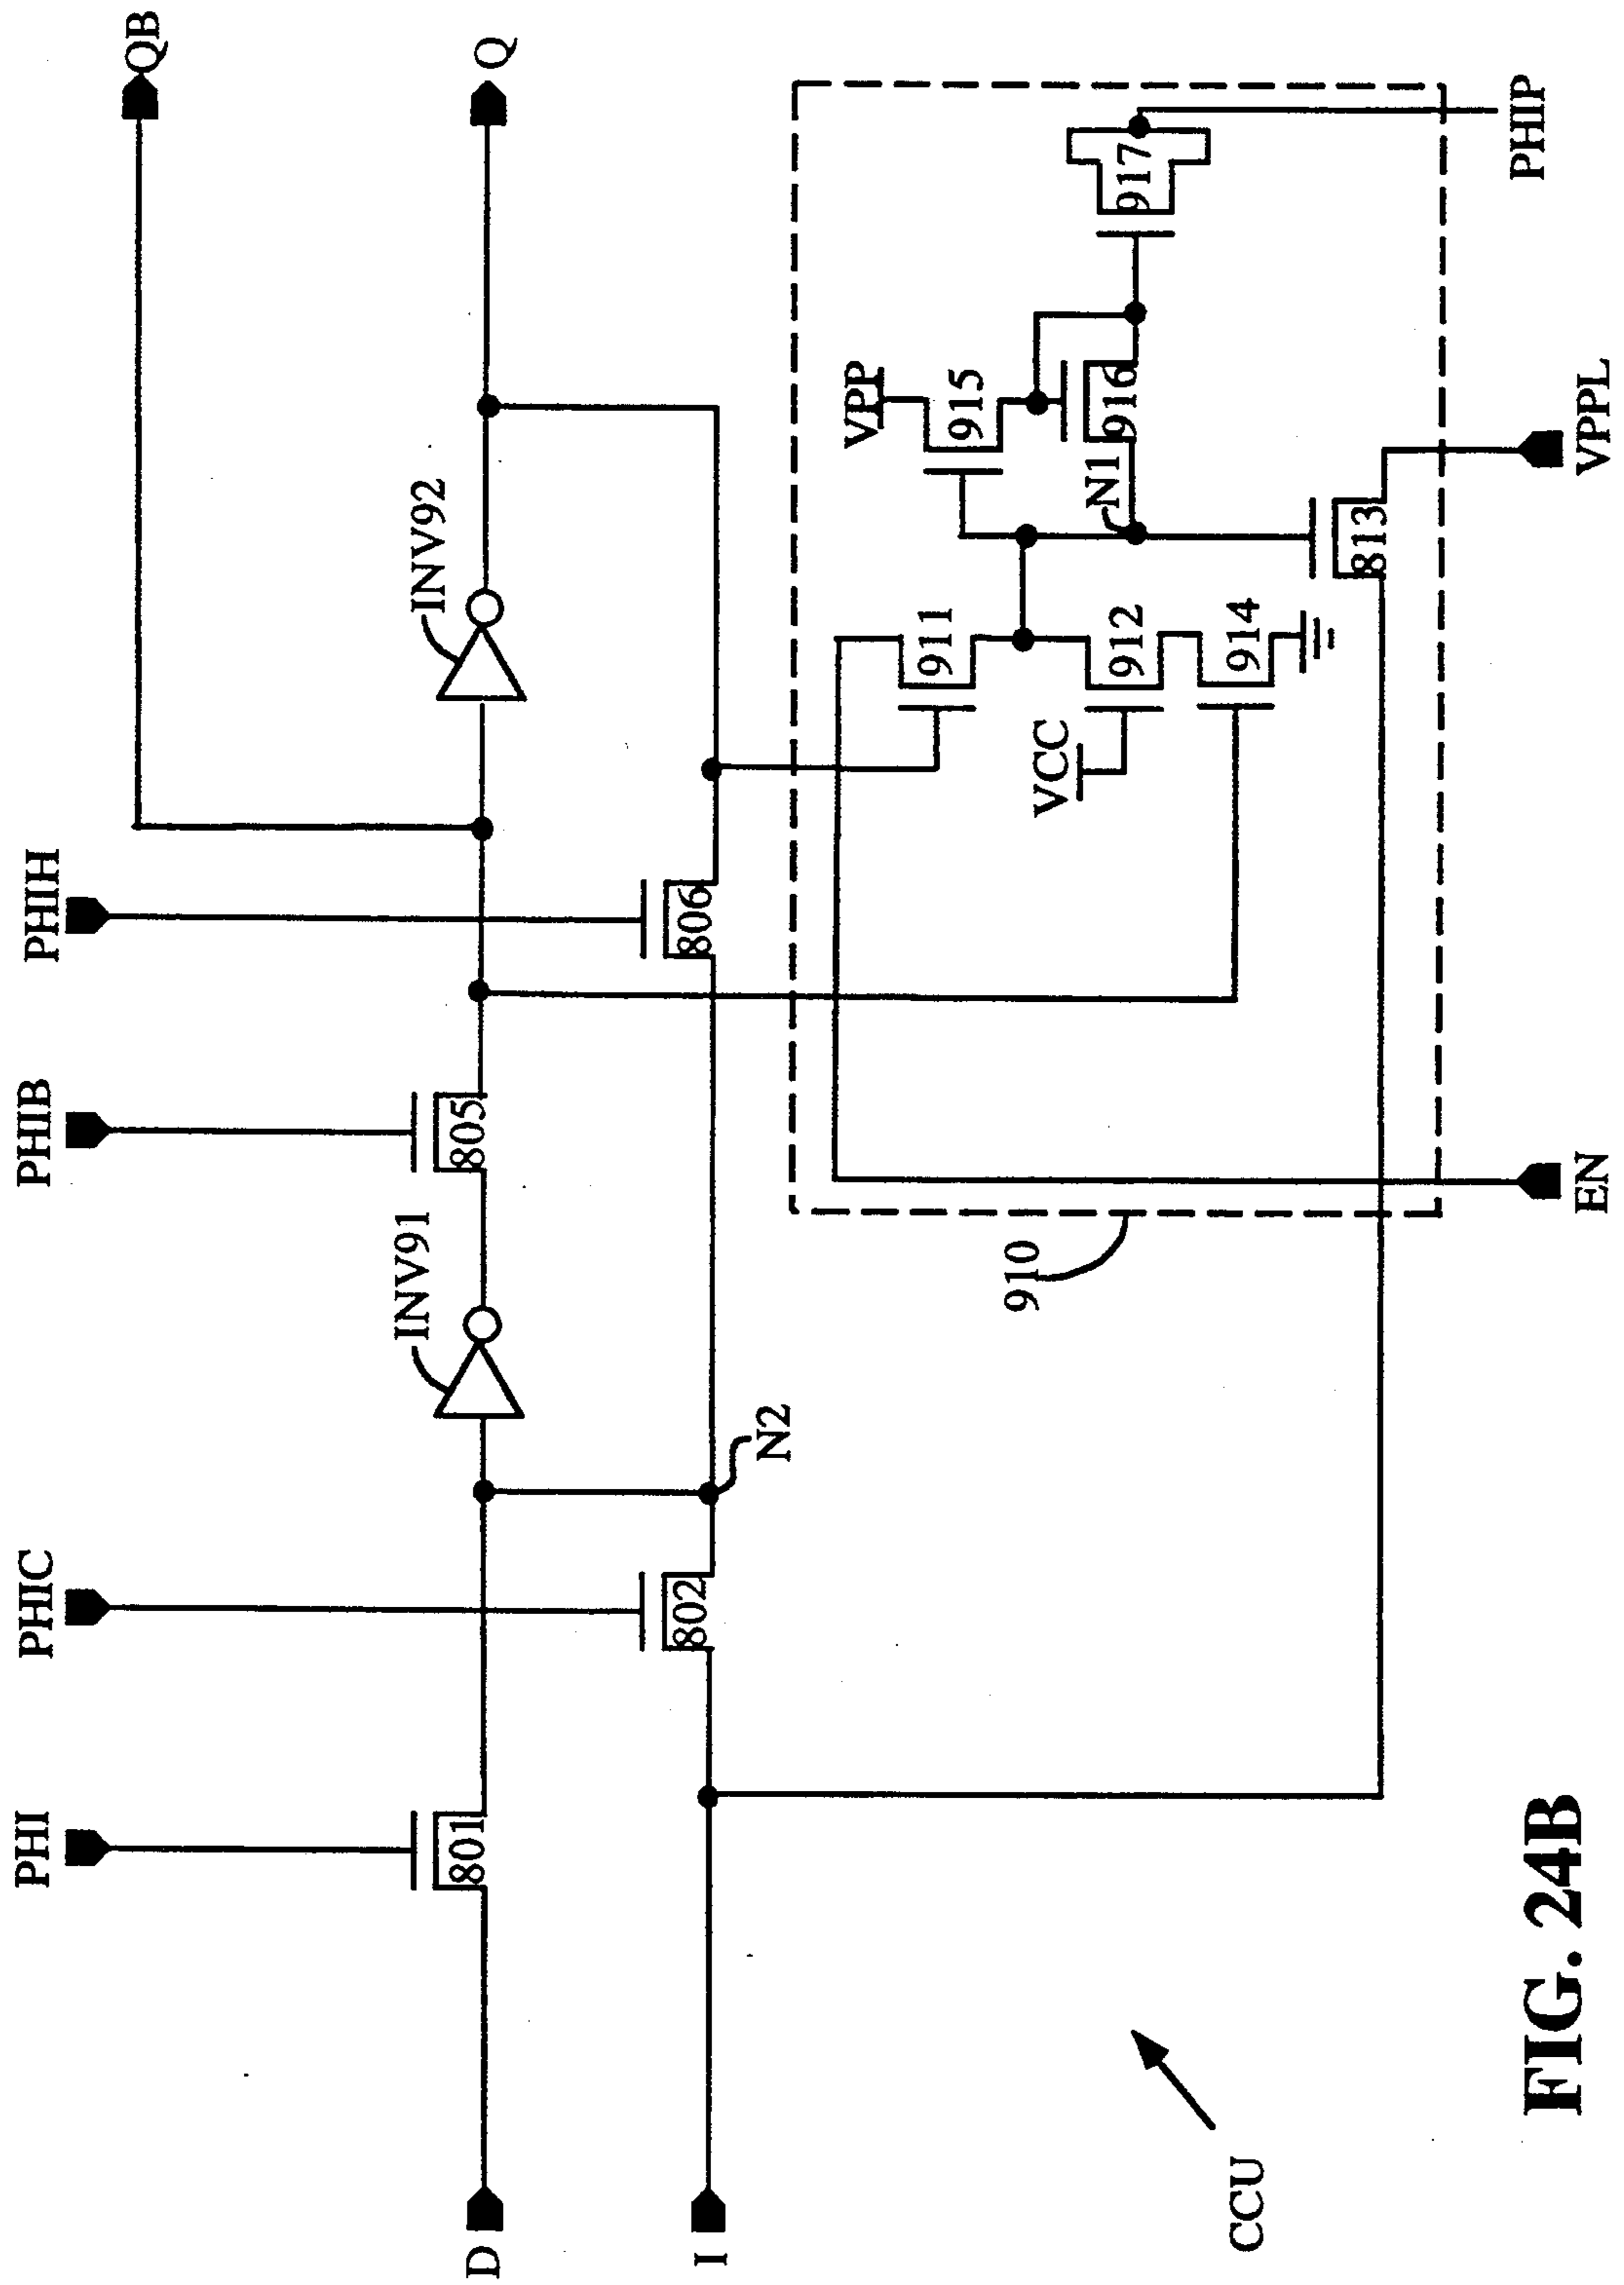 QB
Q
INV92
PHIH
806
PHIB
805
INV91
N2
PHIC
802
PHI
801
D
I
VPP
915
916
917
N1
911
912
914
VCC
813
910
PHIP
VPPL
EN
CCU
FIG. 24B